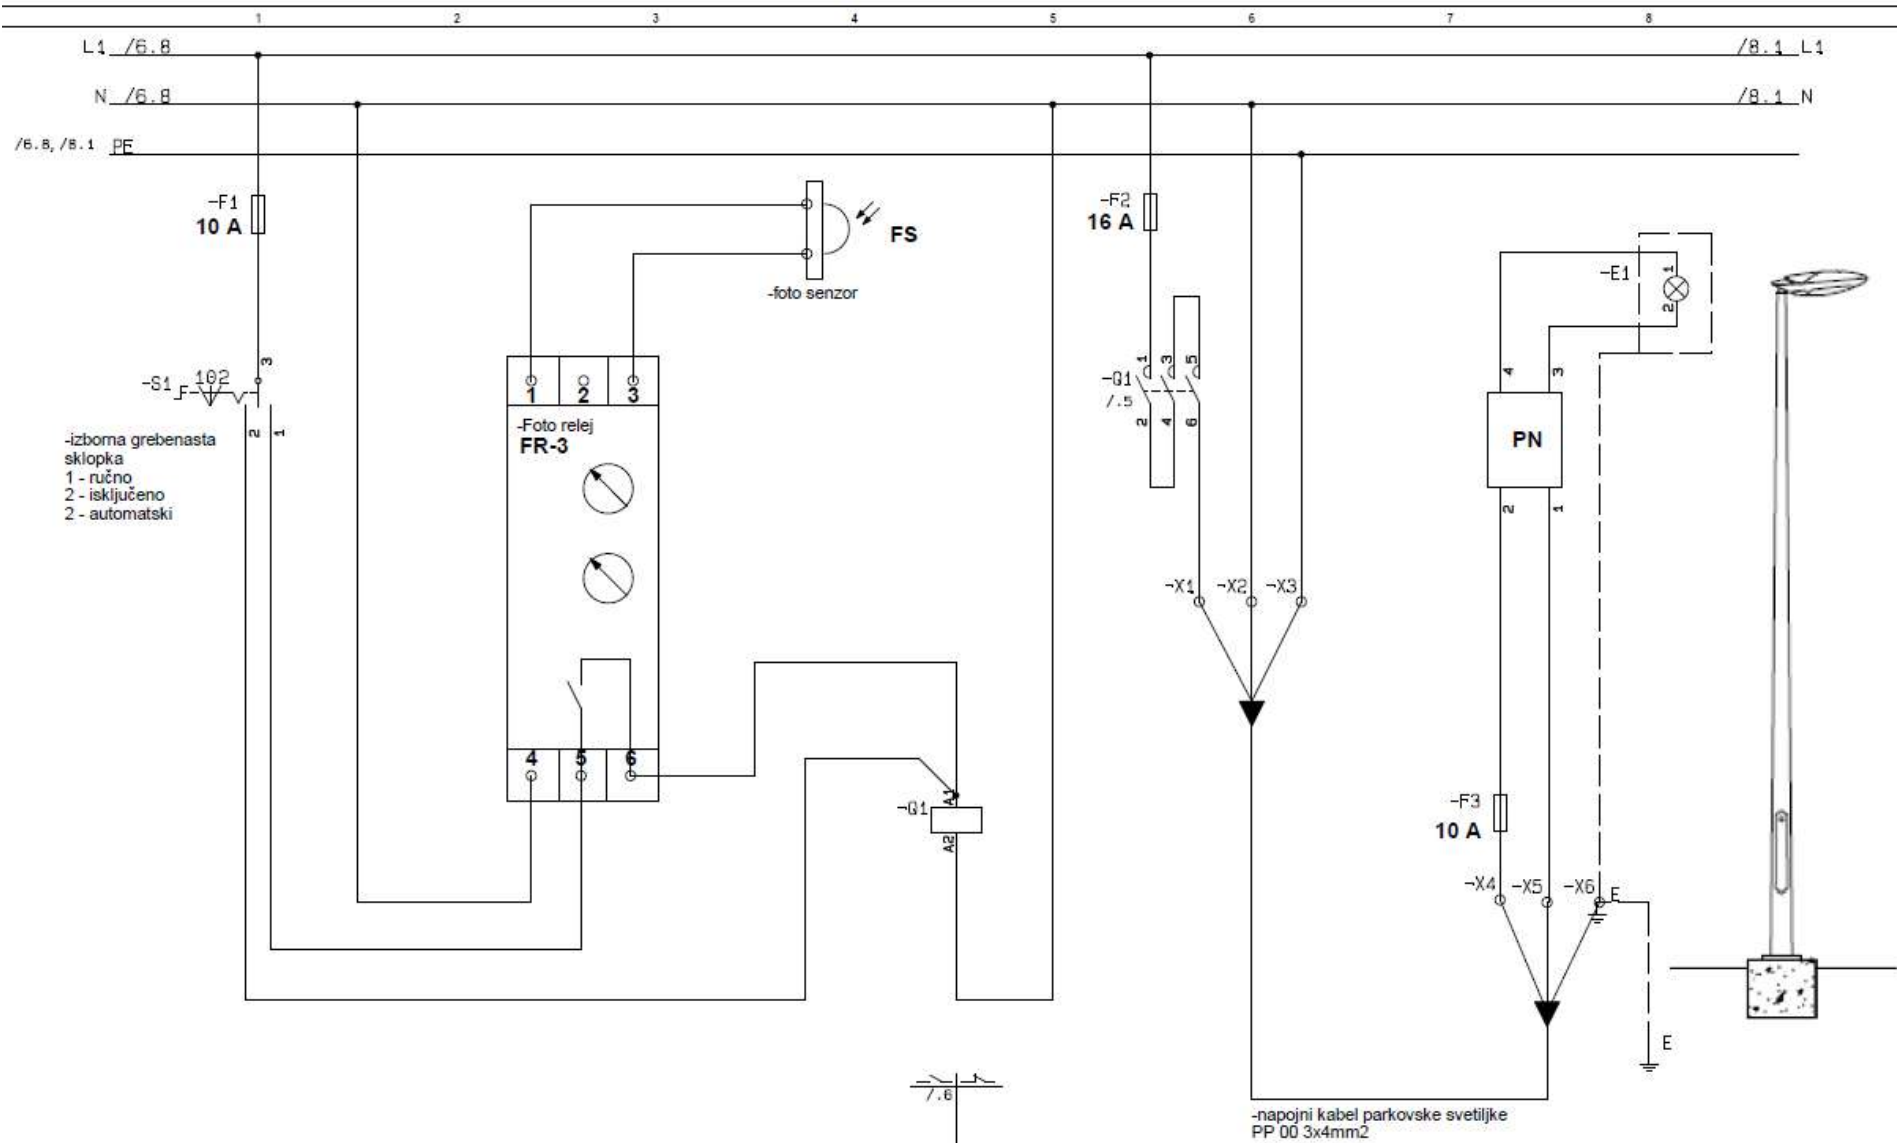 1 2 3 4 5 6 7 8
L1 /6.8
/8.1 L1
N /6.8
/8.1 N
/6.8,/8.1 PE
-F1
10 A
FS
-foto senzor
-F2
16 A
-E1
1
2
3
-S1
102
2
1
-izborna grebenasta
sklopka
1 - ručno
2 - isključeno
2 - automatski
1 2 3
-Foto relej
FR-3
4 5 6
-Q1
A1
A2
/.6
-Q1
/.5
1 3 5
2 4 6
-X1 -X2 -X3
4 3
PN
2 1
-F3
10 A
-X4 -X5 -X6 E
E
-napojni kabel parkovske svetiljke
PP 00 3x4mm2